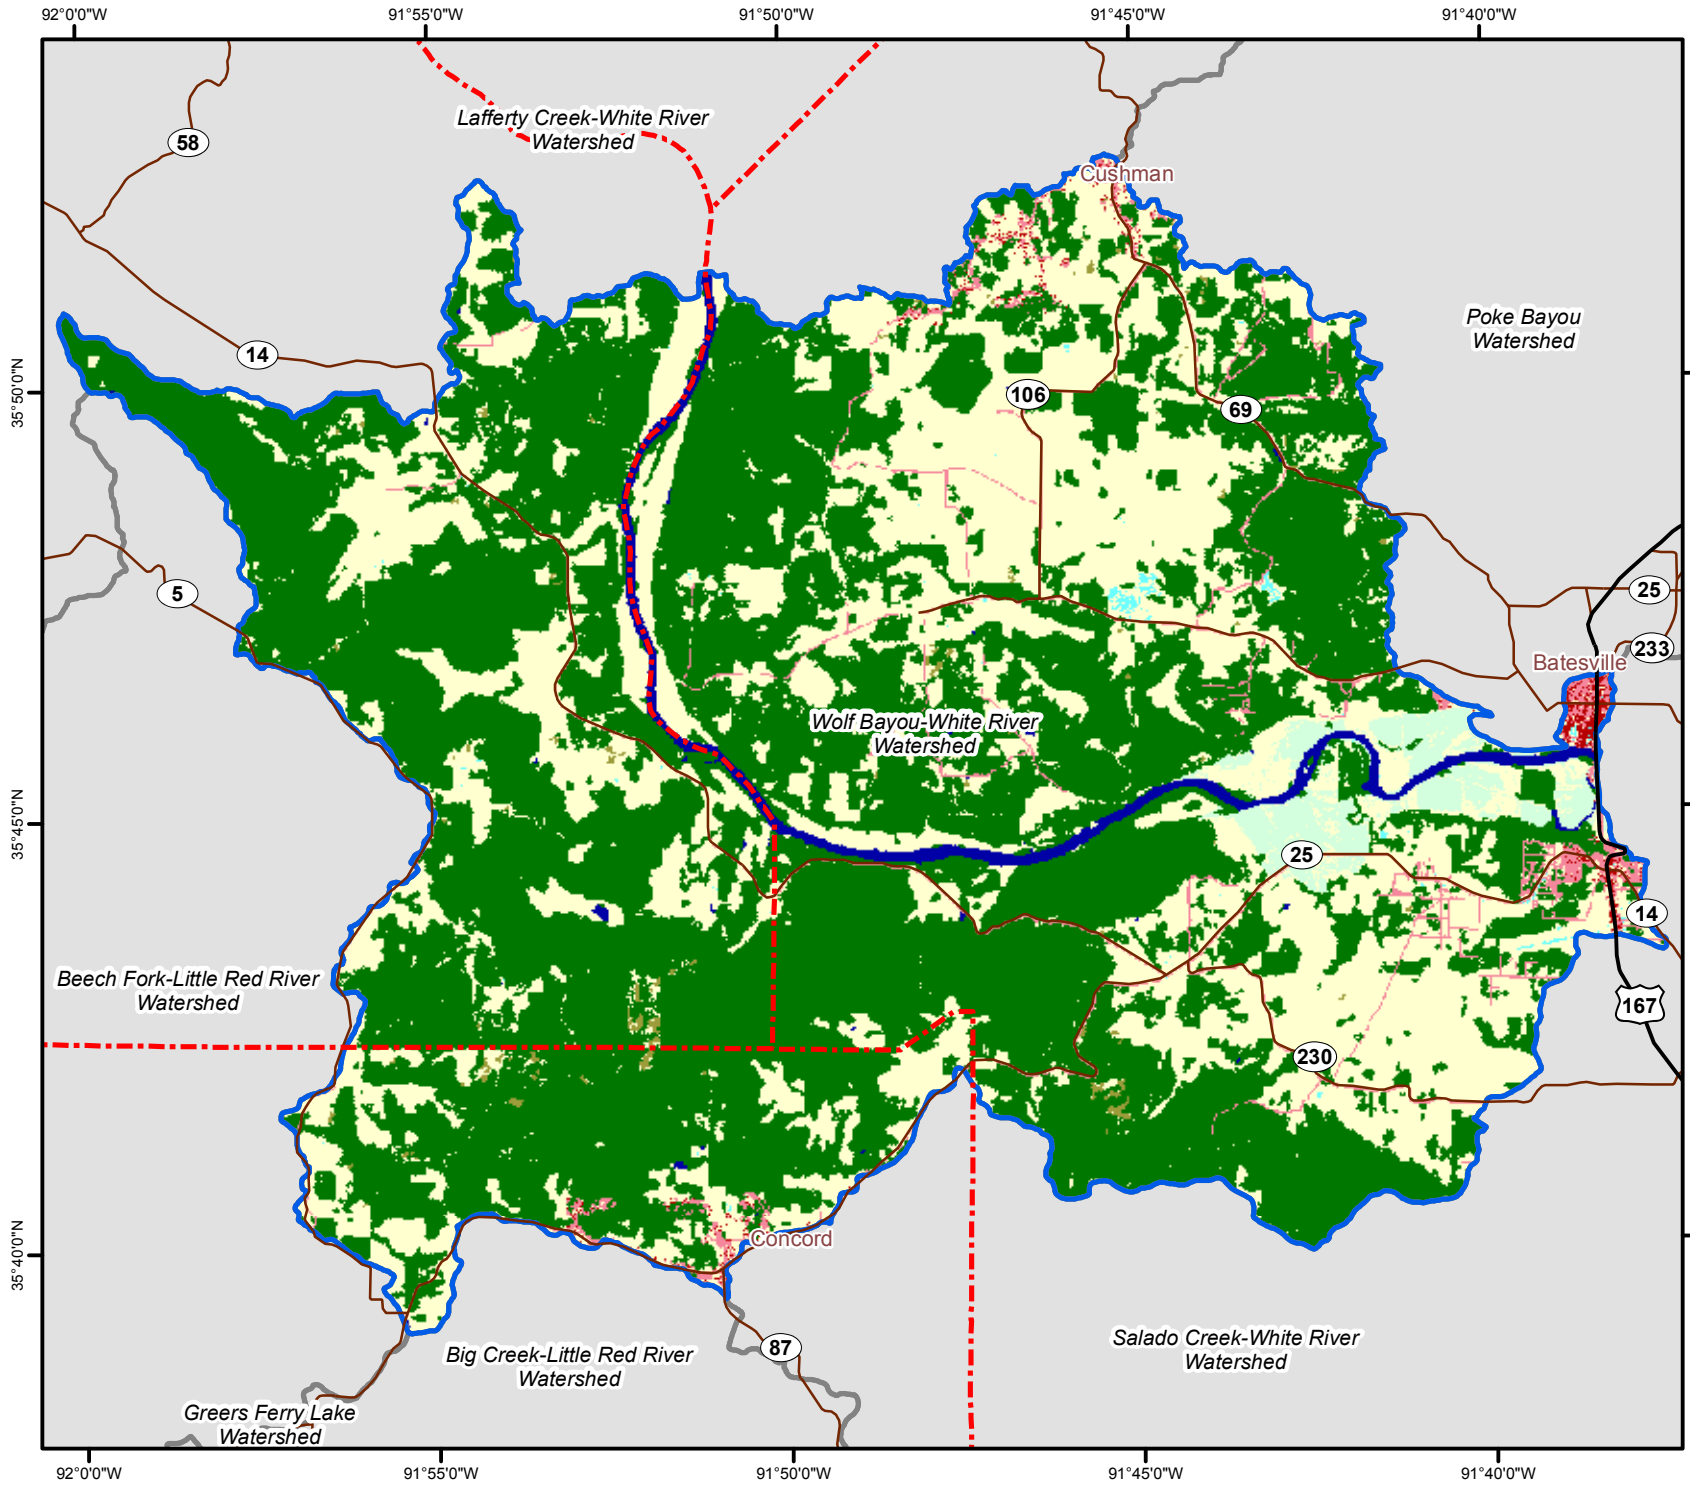 92°0'0"W
91°55'0"W
91°50'0"W
91°45'0"W
91°40'0"W
Lafferty Creek-White River
Watershed
58
Cushman
Poke Bayou
Watershed
14
35°50'0"N
106
69
5
25
233
Batesville
Wolf Bayou-White River
Watershed
35°45'0"N
25
14
Beech Fork-Little Red River
Watershed
167
230
35°40'0"N
Concord
Salado Creek-White River
Watershed
87
Big Creek-Little Red River
Watershed
Greers Ferry Lake
Watershed
92°0'0"W
91°55'0"W
91°50'0"W
91°45'0"W
91°40'0"W